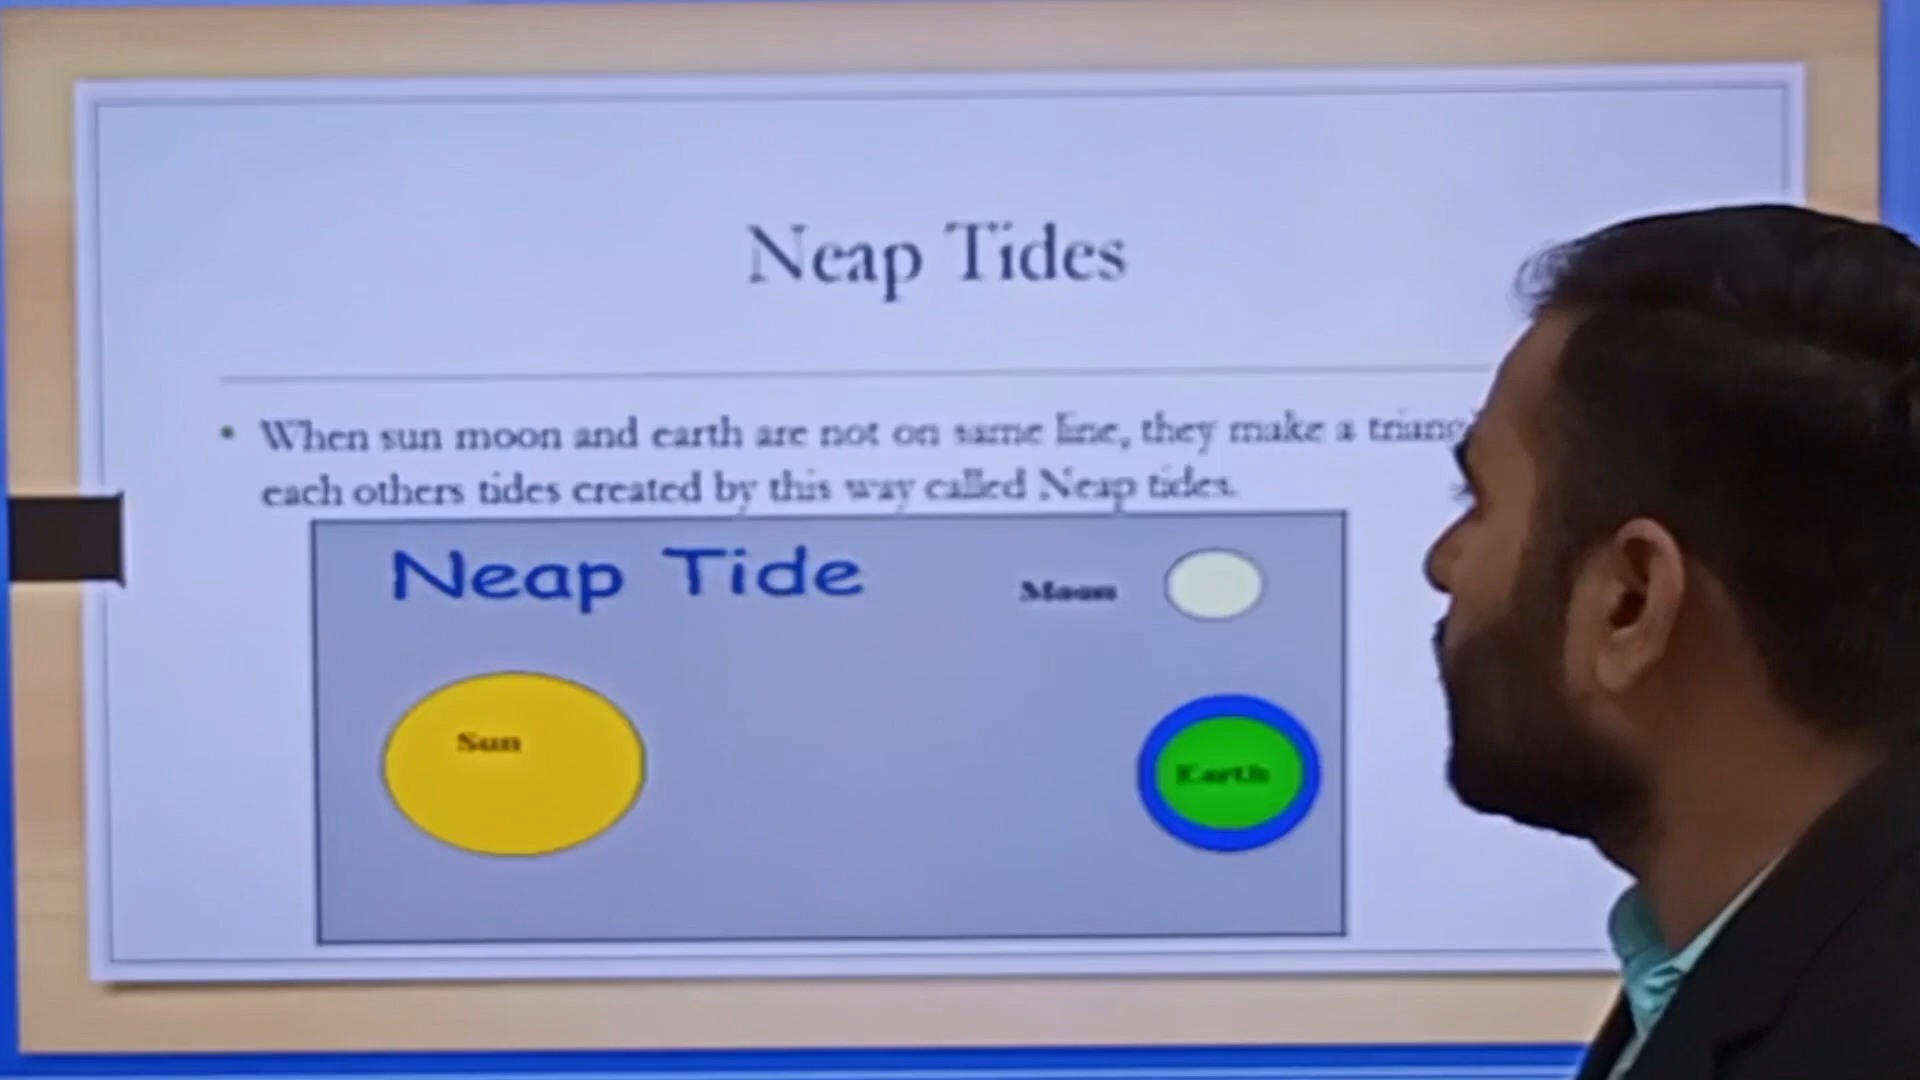 Neap Tides
• When sun moon and earth are not on same line, they make a triang
each others tides created by this way called Neap tides.
Neap Tide
Moon
Sun
Earth